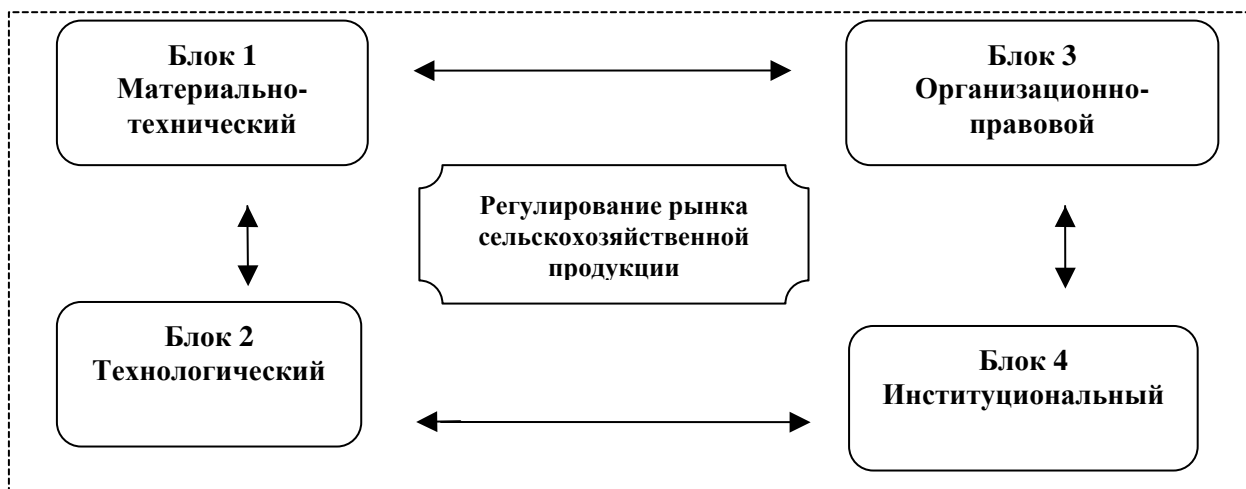 Блок 1
Материально-
технический
Блок 3
Организационно-
правовой
Регулирование рынка
сельскохозяйственной
продукции
Блок 2
Технологический
Блок 4
Институциональный